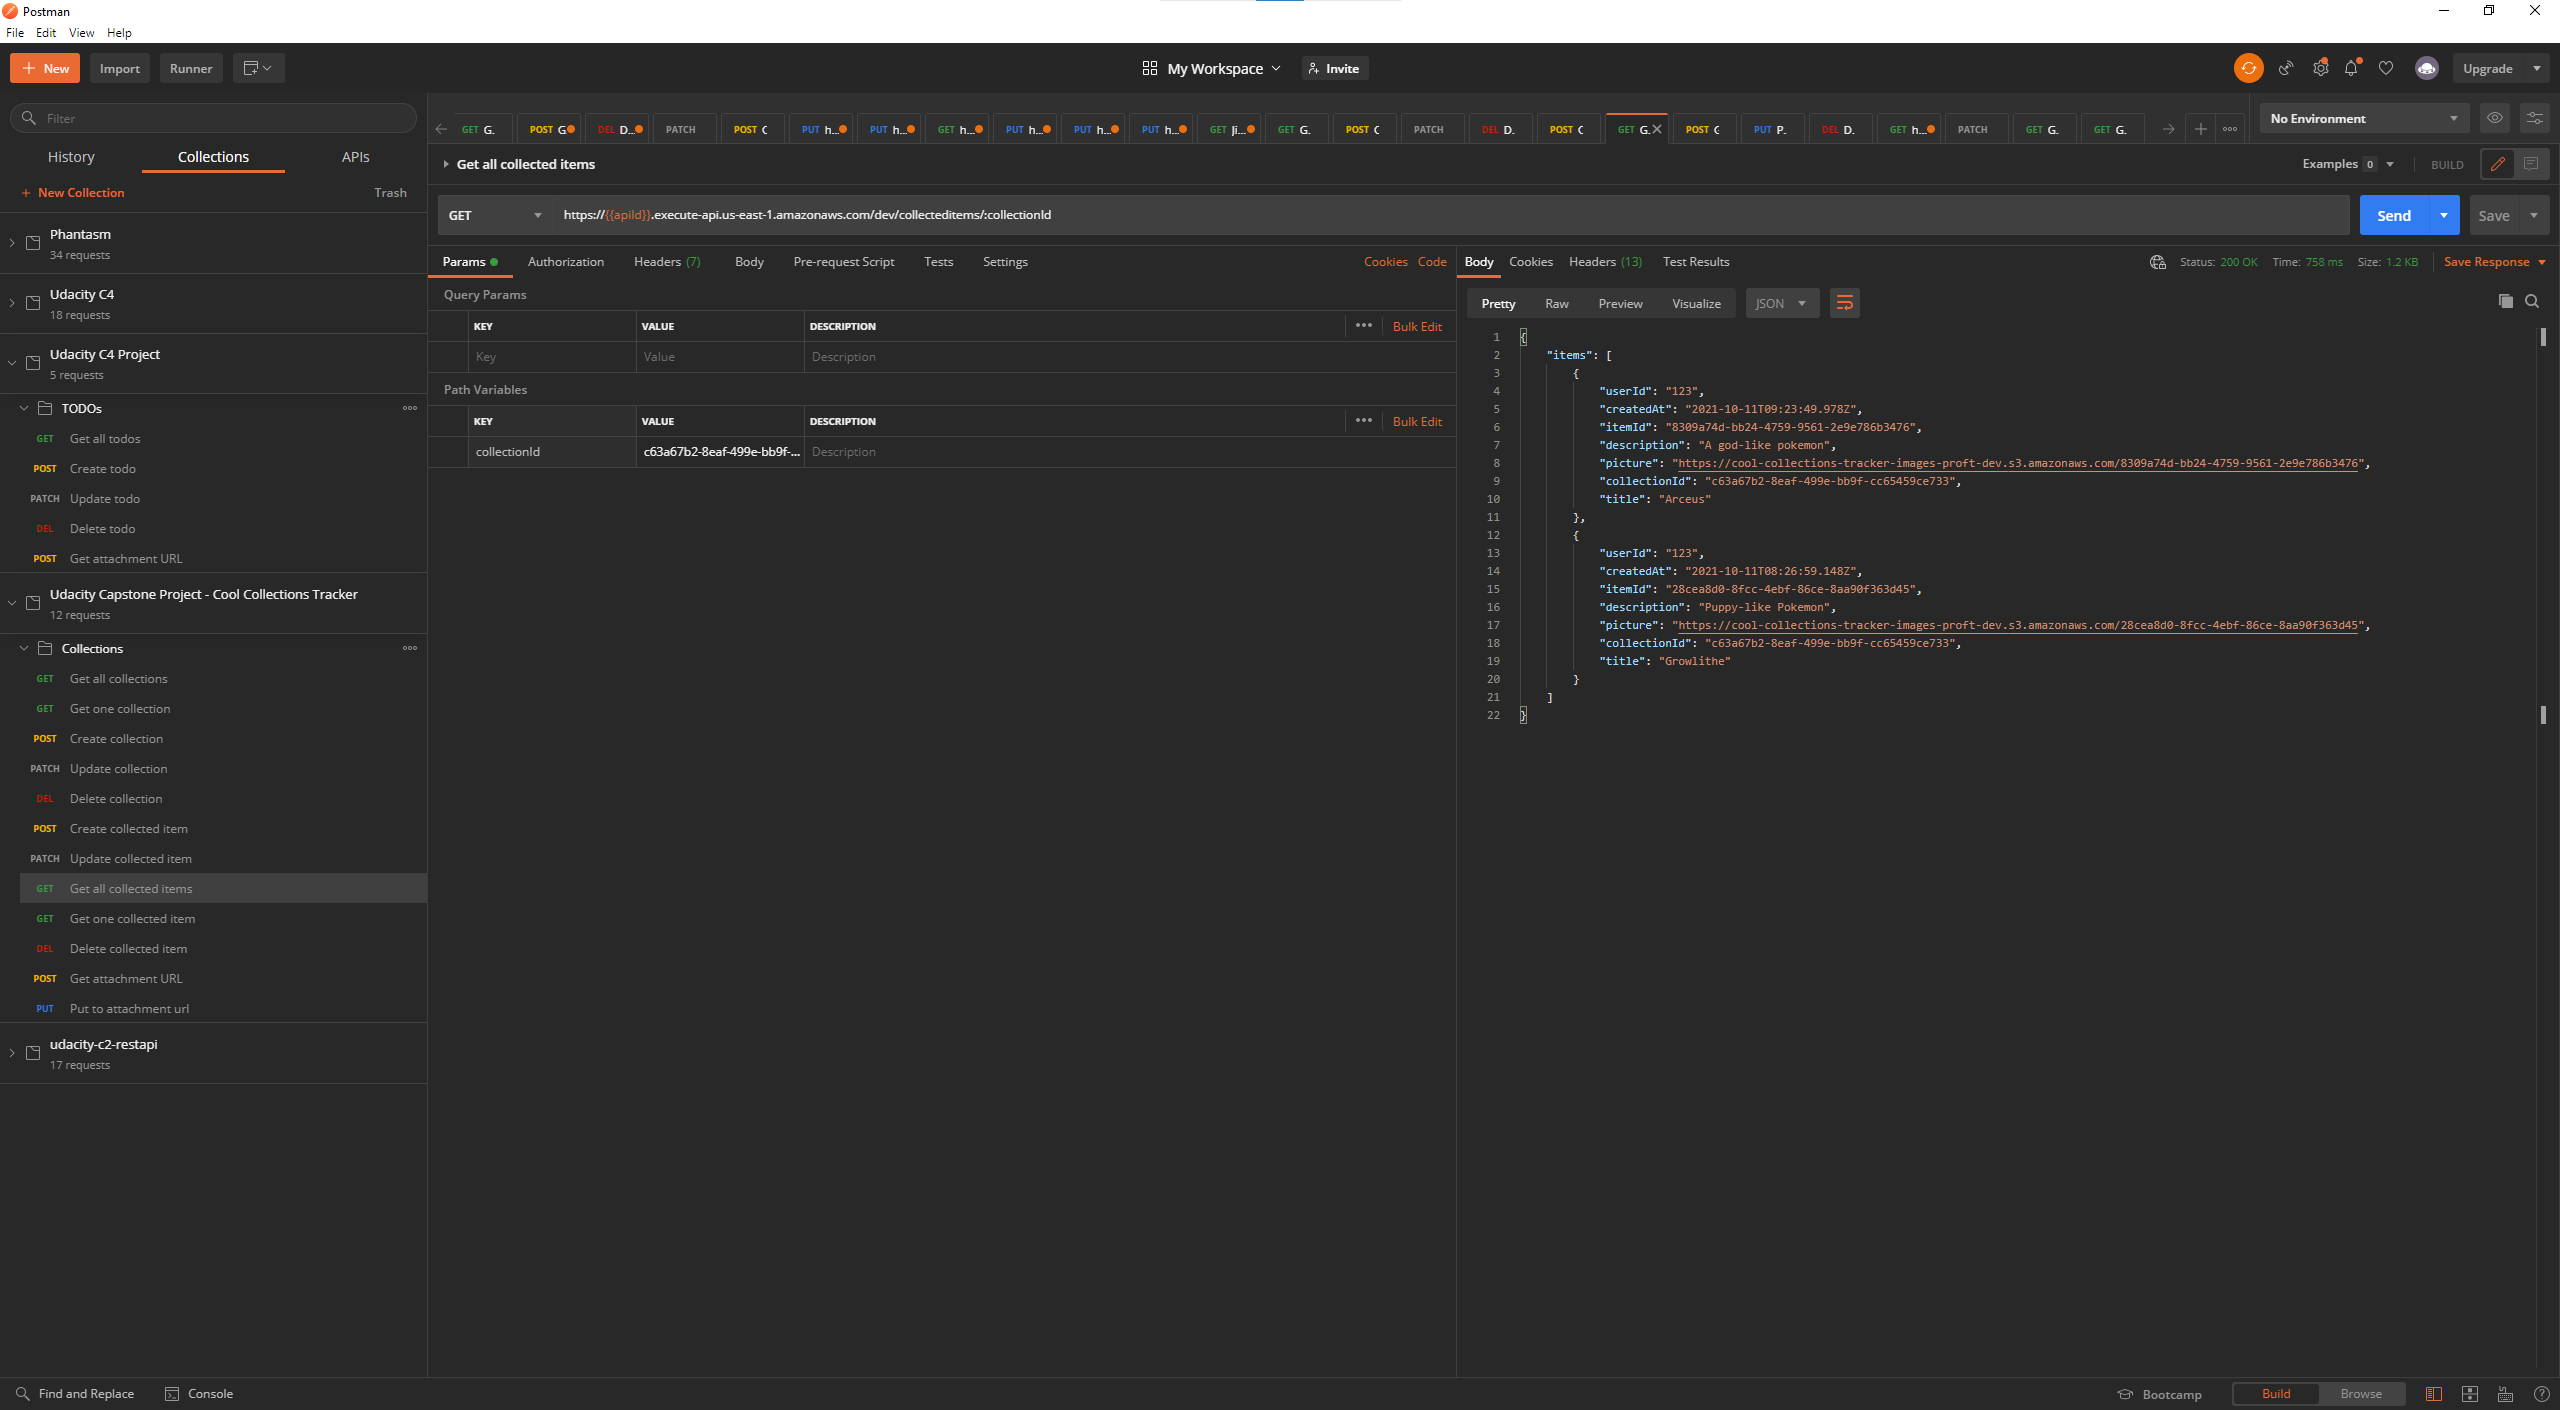 Postman
File Edit View Help
New Import Runner My Workspace Invite Upgrade
Filter
GET G. POST G DEL D... PATCH POST C PUT h... PUT h... GET h... PUT h... PUT h... PUT h... GET Ji... GET G. POST C PATCH DEL D. POST C GET G. POST G PUT P. DEL D. GET h... PATCH GET G. GET G. No Environment
History Collections APIs
+ New Collection Trash
Phantasm
34 requests
Udacity C4
18 requests
Udacity C4 Project
5 requests
TODOs
GET Get all todos
POST Create todo
PATCH Update todo
DEL Delete todo
POST Get attachment URL
Udacity Capstone Project - Cool Collections Tracker
12 requests
Collections
GET Get all collections
GET Get one collection
POST Create collection
PATCH Update collection
DEL Delete collection
POST Create collected item
PATCH Update collected item
GET Get all collected items
GET Get one collected item
DEL Delete collected item
POST Get attachment URL
PUT Put to attachment url
udacity-c2-restapi
17 requests
Get all collected items Examples 0 BUILD
GET https://{{apiId}}.execute-api.us-east-1.amazonaws.com/dev/collecteditems/:collectionId Send Save
Params Authorization Headers (7) Body Pre-request Script Tests Settings Cookies Code
Query Params
KEY VALUE DESCRIPTION Bulk Edit
Key Value Description
Path Variables
KEY VALUE DESCRIPTION Bulk Edit
collectionId c63a67b2-8eaf-499e-bb9f-... Description
Body Cookies Headers (13) Test Results Status: 200 OK Time: 758 ms Size: 1.2 KB Save Response
Pretty Raw Preview Visualize JSON
1 {
2 "items": [
3 {
4 "userId": "123",
5 "createdAt": "2021-10-11T09:23:49.978Z",
6 "itemId": "8309a74d-bb24-4759-9561-2e9e786b3476",
7 "description": "A god-like pokemon",
8 "picture": "https://cool-collections-tracker-images-proft-dev.s3.amazonaws.com/8309a74d-bb24-4759-9561-2e9e786b3476",
9 "collectionId": "c63a67b2-8eaf-499e-bb9f-cc65459ce733",
10 "title": "Arceus"
11 },
12 {
13 "userId": "123",
14 "createdAt": "2021-10-11T08:26:59.148Z",
15 "itemId": "28cea8d0-8fcc-4ebf-86ce-8aa90f363d45",
16 "description": "Puppy-like Pokemon",
17 "picture": "https://cool-collections-tracker-images-proft-dev.s3.amazonaws.com/28cea8d0-8fcc-4ebf-86ce-8aa90f363d45",
18 "collectionId": "c63a67b2-8eaf-499e-bb9f-cc65459ce733",
19 "title": "Growlithe"
20 }
21 ]
22 }
Find and Replace Console Bootcamp Build Browse